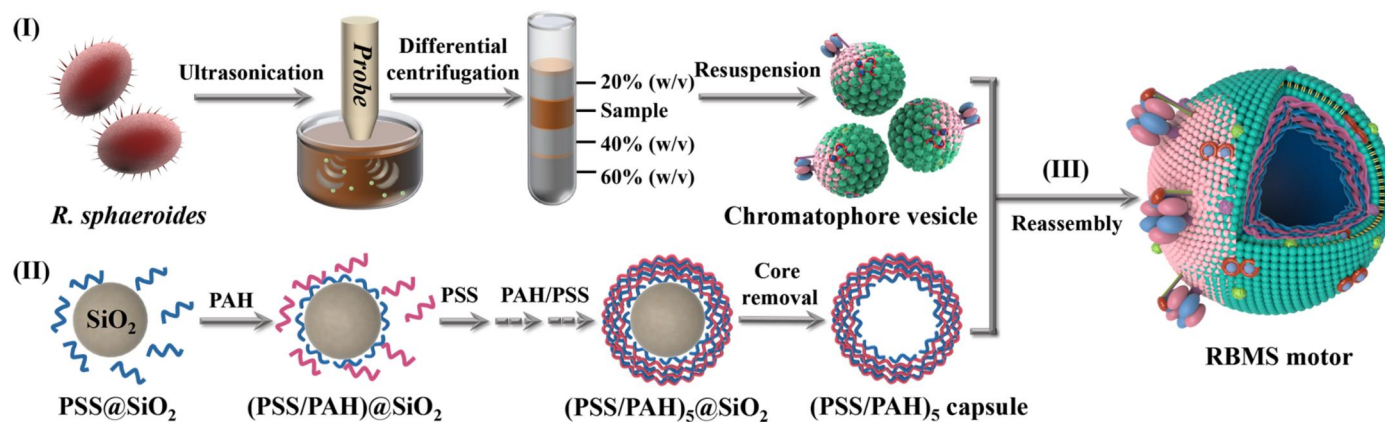 (I)
Ultrasonication
Probe
Differential
centrifugation
20% (w/v)
Sample
40% (w/v)
60% (w/v)
Resuspension
R. sphaeroides
Chromatophore vesicle
(III)
Reassembly
RBMS motor
(II)
SiO₂
PAH
PSS
PAH/PSS
Core
removal
PSS@SiO₂
(PSS/PAH)@SiO₂
(PSS/PAH)₅@SiO₂
(PSS/PAH)₅ capsule